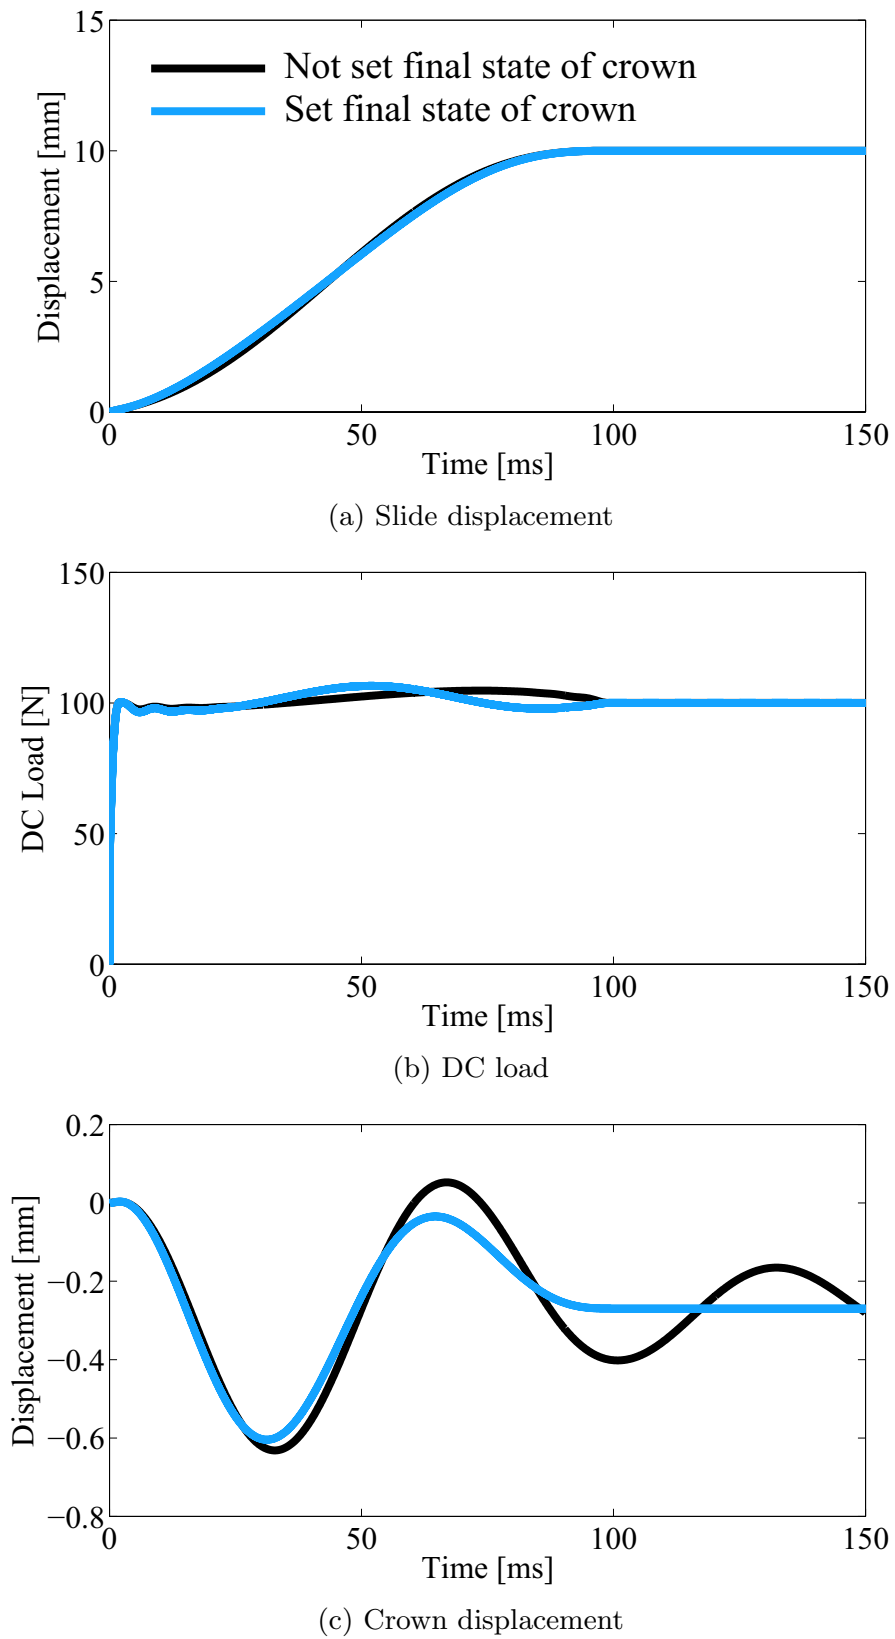 15
Not set final state of crown
Set final state of crown
10
5
0
0 50 100 150
Displacement [mm]
Time [ms]
(a) Slide displacement
150
100
50
0
0 50 100 150
DC Load [N]
Time [ms]
(b) DC load
0.2
0
−0.2
−0.4
−0.6
−0.8
0 50 100 150
Displacement [mm]
Time [ms]
(c) Crown displacement